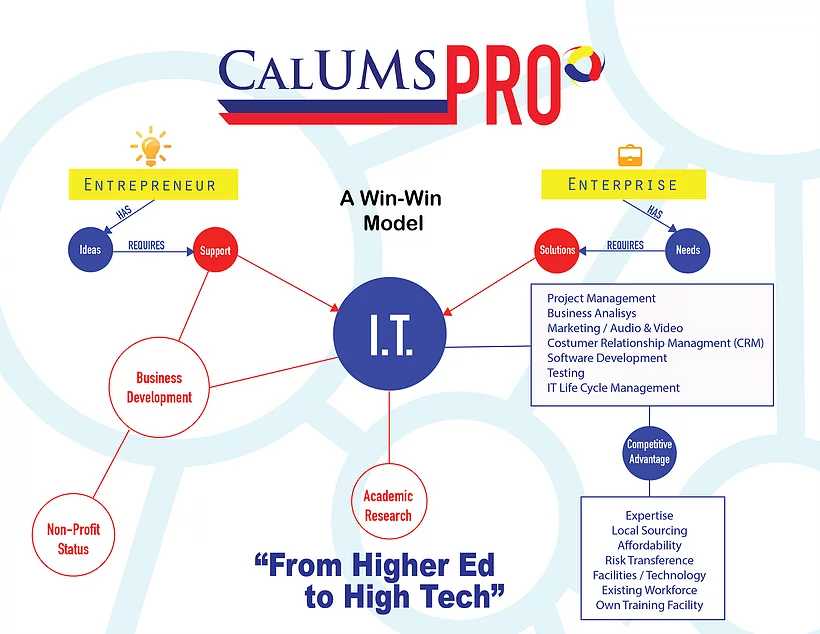 CALUMS PRO
ENTREPRENEUR
HAS
Ideas
REQUIRES
Support
A Win-Win
Model
ENTERPRISE
HAS
Solutions
REQUIRES
Needs
I.T.
Project Management
Business Analisys
Marketing / Audio & Video
Costumer Relationship Managment (CRM)
Software Development
Testing
IT Life Cycle Management
Business
Development
Competitive
Advantage
Academic
Research
Non-Profit
Status
Expertise
Local Sourcing
Affordability
Risk Transference
Facilities / Technology
Existing Workforce
Own Training Facility
“From Higher Ed
to High Tech”